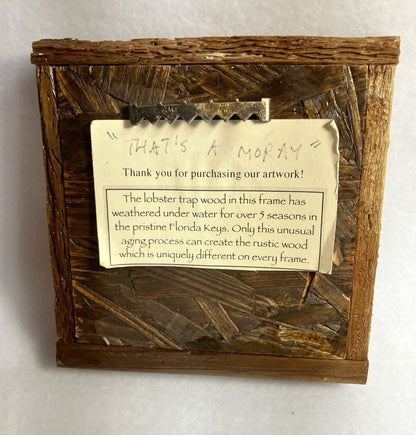 "THAT'S A MORAY"
Thank you for purchasing our artwork!
The lobster trap wood in this frame has
weathered under water for over 5 seasons in
the pristine Florida Keys. Only this unusual
aging process can create the rustic wood
which is uniquely different on every frame.